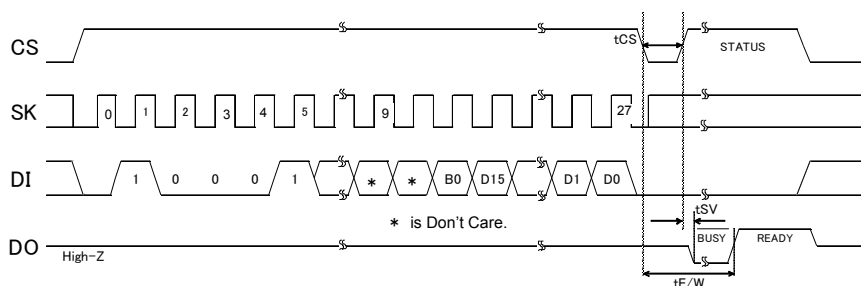 CS tCS STATUS
SK 0 1 2 3 4 5 9 27
DI 1 0 0 0 1 * * B0 D15 D1 D0
* is Don't Care.
tSV
DO High-Z BUSY READY
tE/W